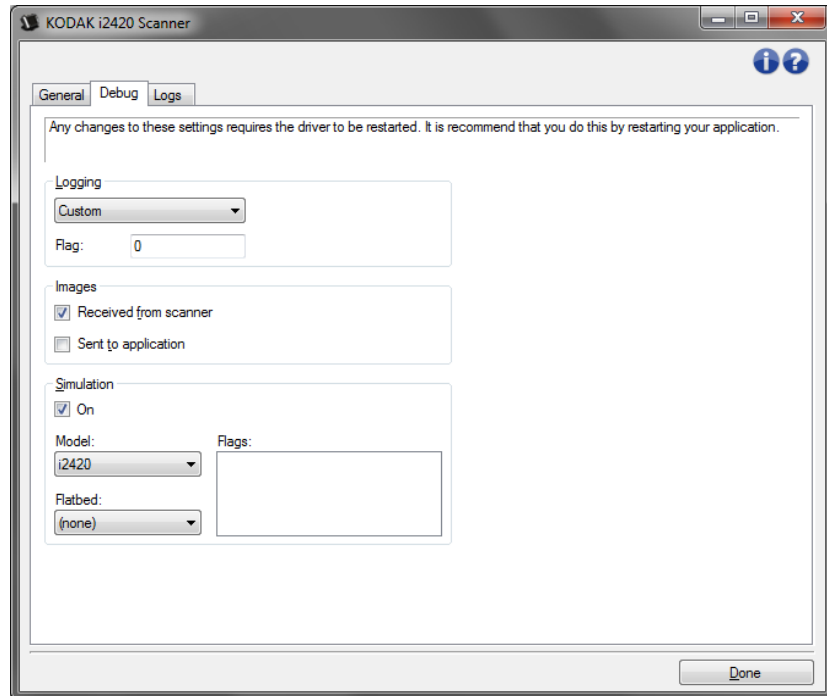 KODAK i2420 Scanner
General Debug Logs
Any changes to these settings requires the driver to be restarted. It is recommend that you do this by restarting your application.
Logging
Custom
Flag: 0
Images
Received from scanner
Sent to application
Simulation
On
Model: Flags:
i2420
Flatbed:
(none)
Done